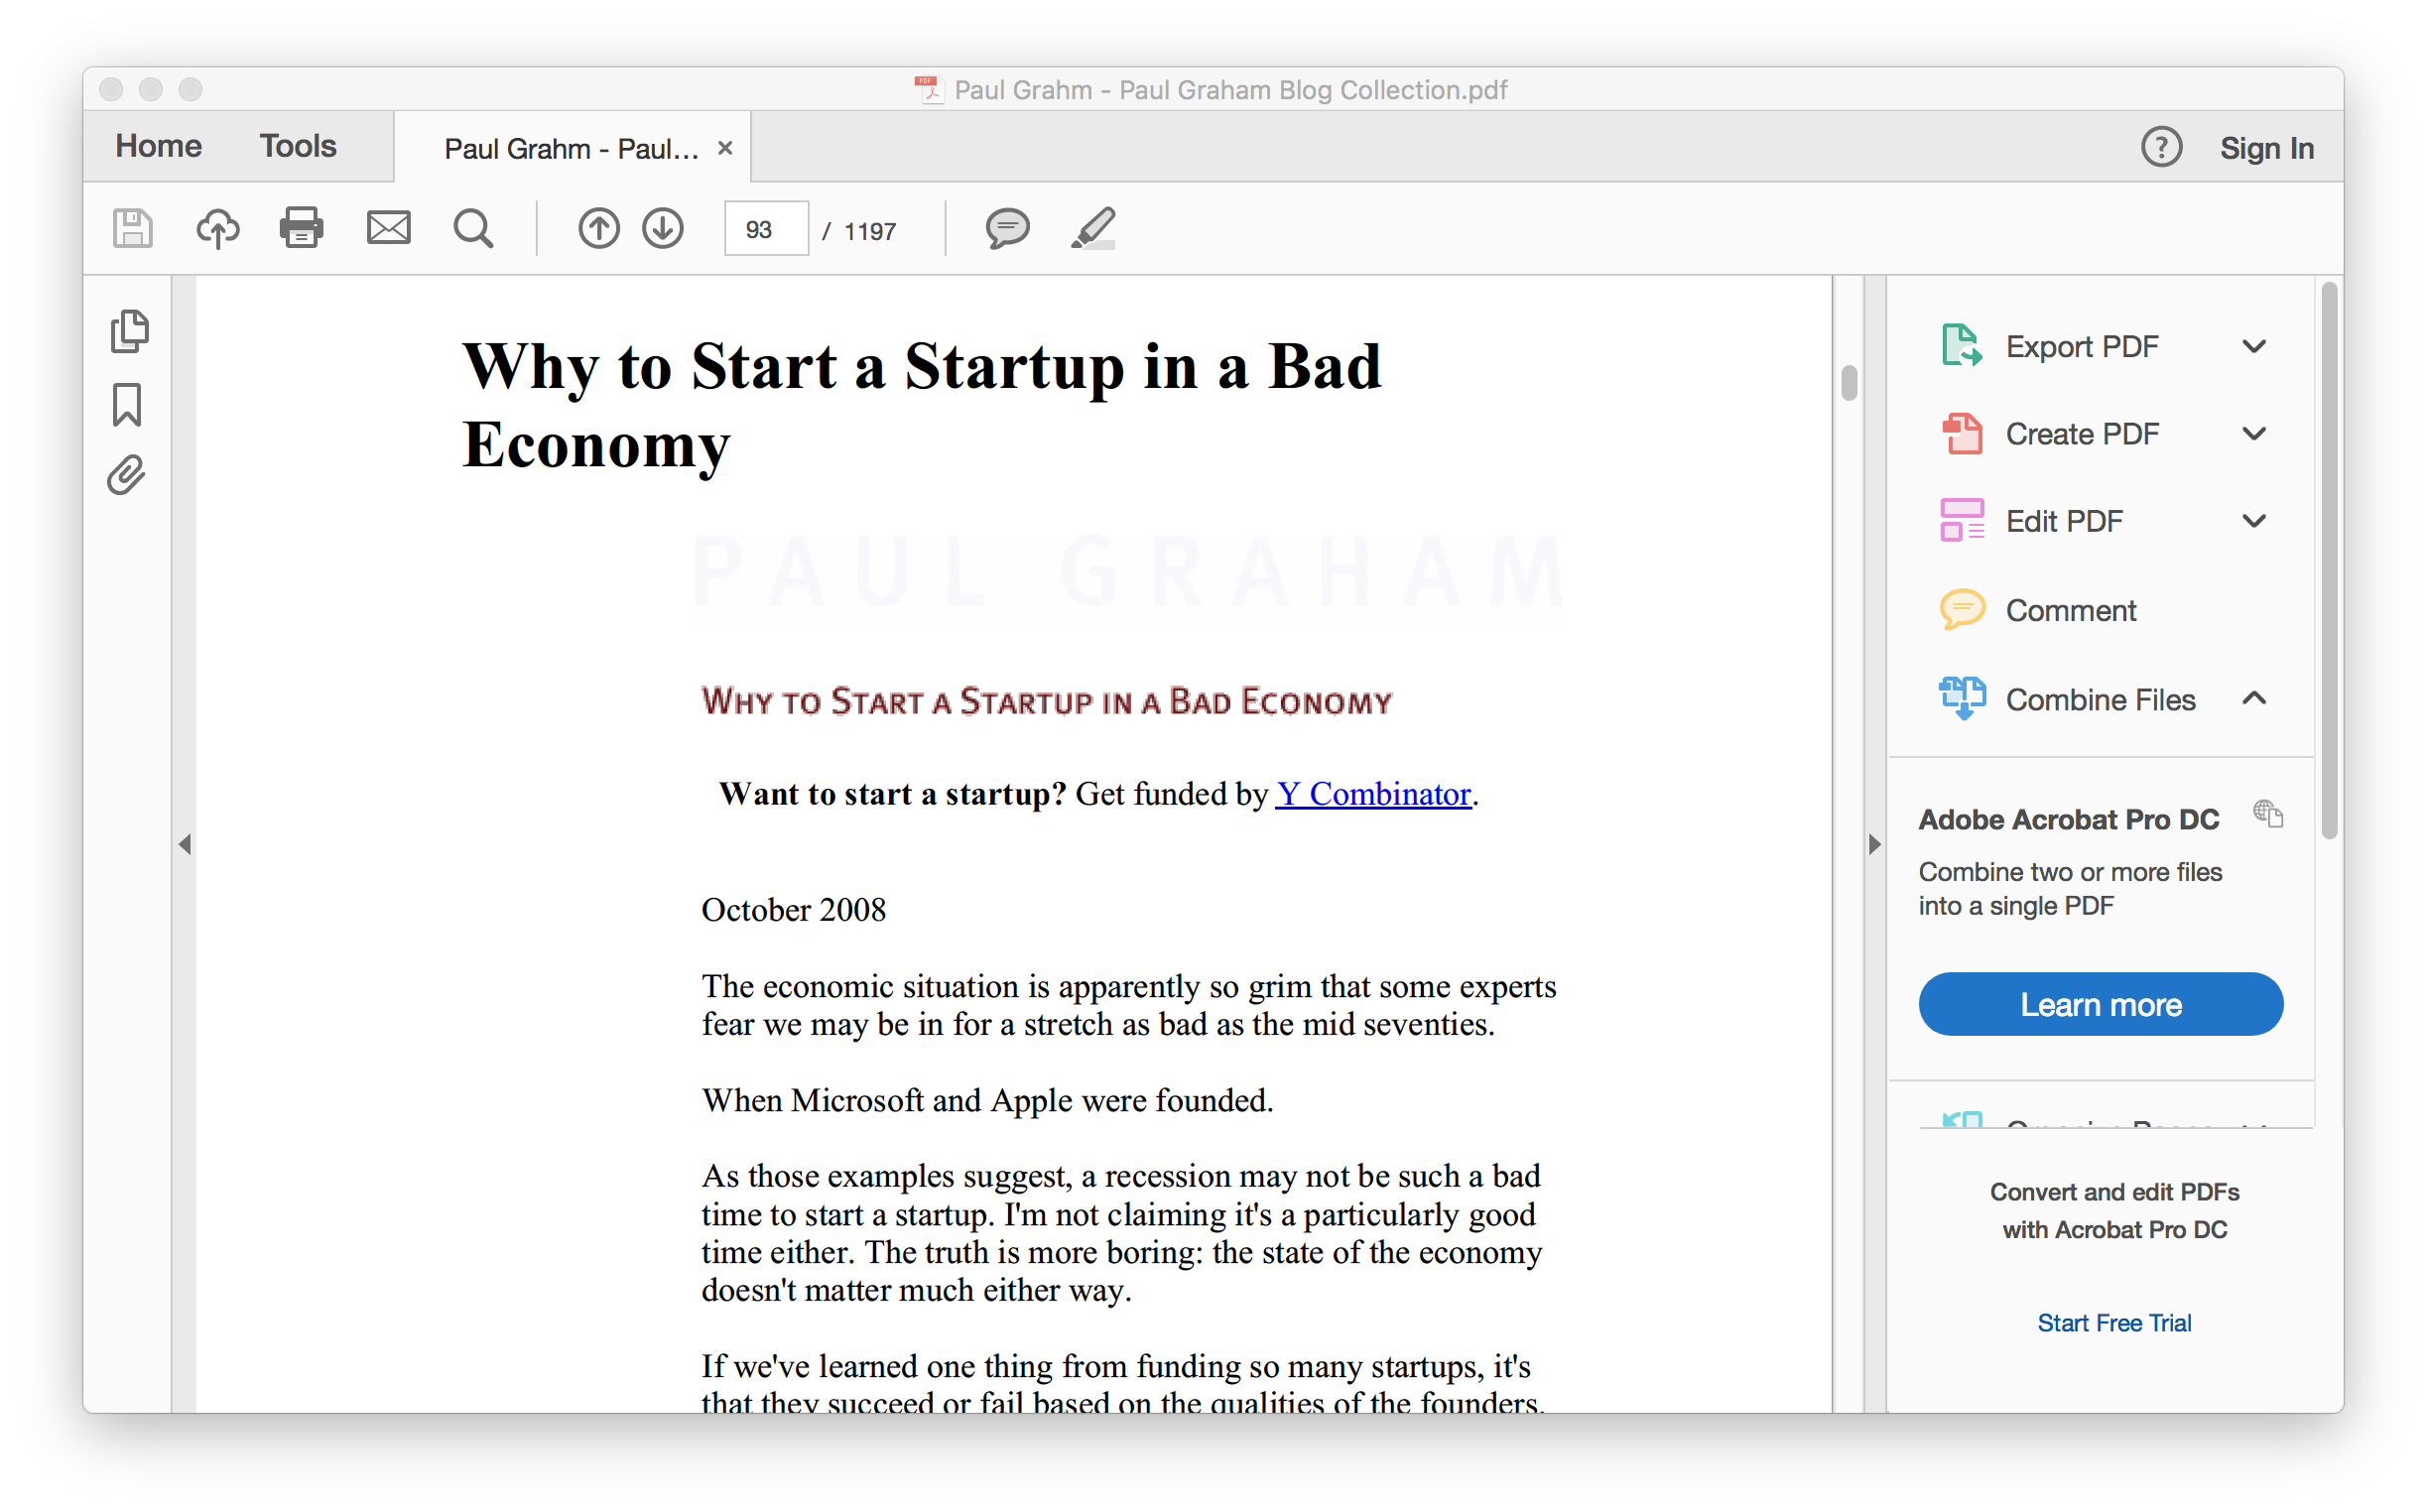 Paul Grahm - Paul Graham Blog Collection.pdf
Home
Tools
Paul Grahm - Paul... ×
?
Sign In
93 / 1197
Why to Start a Startup in a Bad
Economy
PAUL GRAHAM
Why to Start a Startup in a Bad Economy
Want to start a startup? Get funded by Y Combinator.
October 2008
The economic situation is apparently so grim that some experts
fear we may be in for a stretch as bad as the mid seventies.
When Microsoft and Apple were founded.
As those examples suggest, a recession may not be such a bad
time to start a startup. I'm not claiming it's a particularly good
time either. The truth is more boring: the state of the economy
doesn't matter much either way.
If we've learned one thing from funding so many startups, it's
that they succeed or fail based on the qualities of the founders.
Export PDF
Create PDF
Edit PDF
Comment
Combine Files
Adobe Acrobat Pro DC
Combine two or more files
into a single PDF
Learn more
Convert and edit PDFs
with Acrobat Pro DC
Start Free Trial